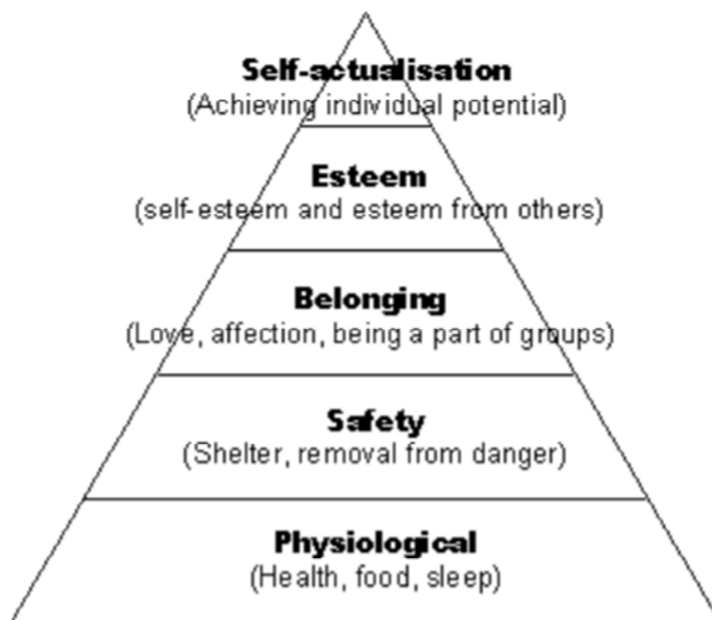 Self-actualisation
(Achieving individual potential)
Esteem
(self-esteem and esteem from others)
Belonging
(Love, affection, being a part of groups)
Safety
(Shelter, removal from danger)
Physiological
(Health, food, sleep)